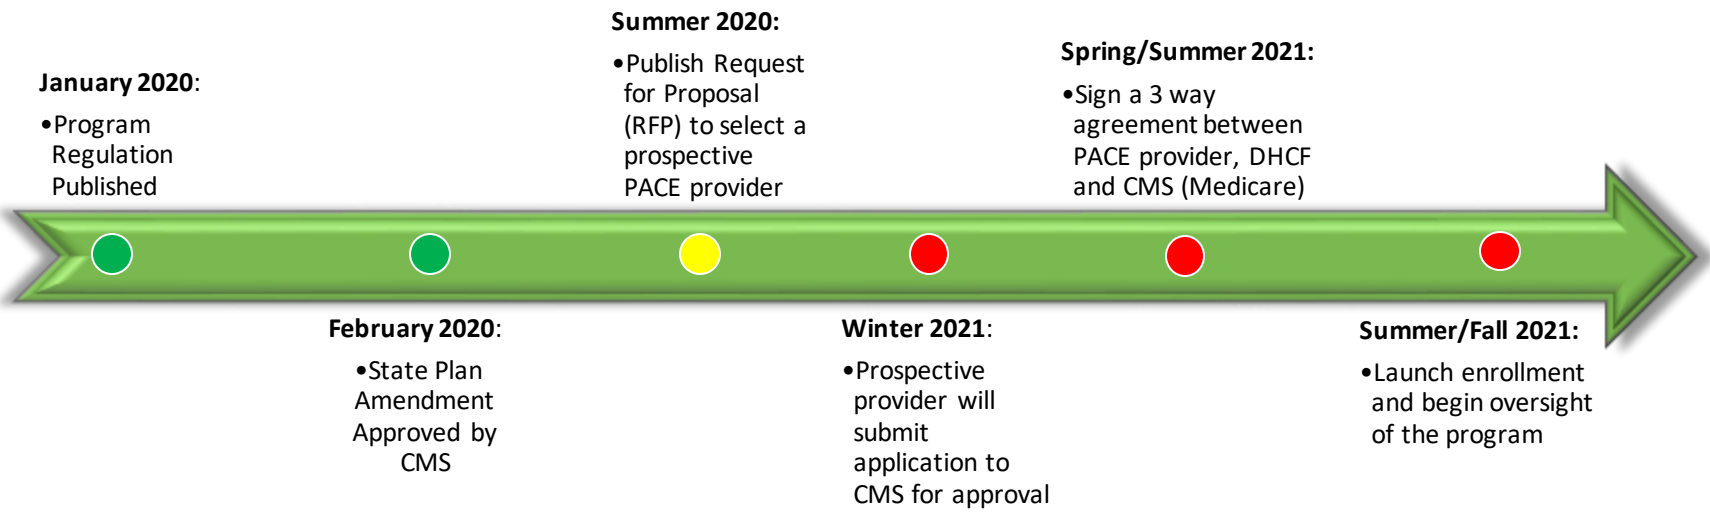 January 2020:
•Program
Regulation
Published
February 2020:
•State Plan
Amendment
Approved by
CMS
Summer 2020:
•Publish Request
for Proposal
(RFP) to select a
prospective
PACE provider
Winter 2021:
•Prospective
provider will
submit
application to
CMS for approval
Spring/Summer 2021:
•Sign a 3 way
agreement between
PACE provider, DHCF
and CMS (Medicare)
Summer/Fall 2021:
•Launch enrollment
and begin oversight
of the program